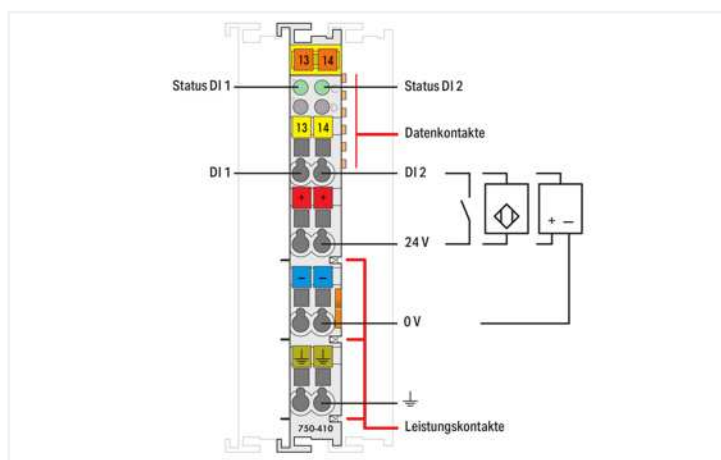 13 14
Status DI 1
Status DI 2
13 14
Datenkontakte
DI 1
DI 2
+ +
+ −
24 V
− −
0 V
Leistungskontakte
750-410